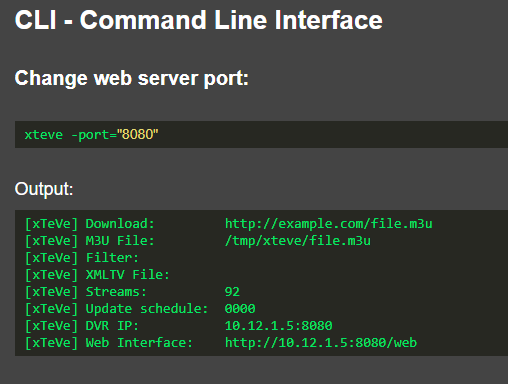 CLI - Command Line Interface
Change web server port:
xteve -port="8080"
Output:
[xTeVe] Download:         http://example.com/file.m3u
[xTeVe] M3U File:         /tmp/xteve/file.m3u
[xTeVe] Filter:
[xTeVe] XMLTV File:
[xTeVe] Streams:          92
[xTeVe] Update schedule:  0000
[xTeVe] DVR IP:           10.12.1.5:8080
[xTeVe] Web Interface:    http://10.12.1.5:8080/web